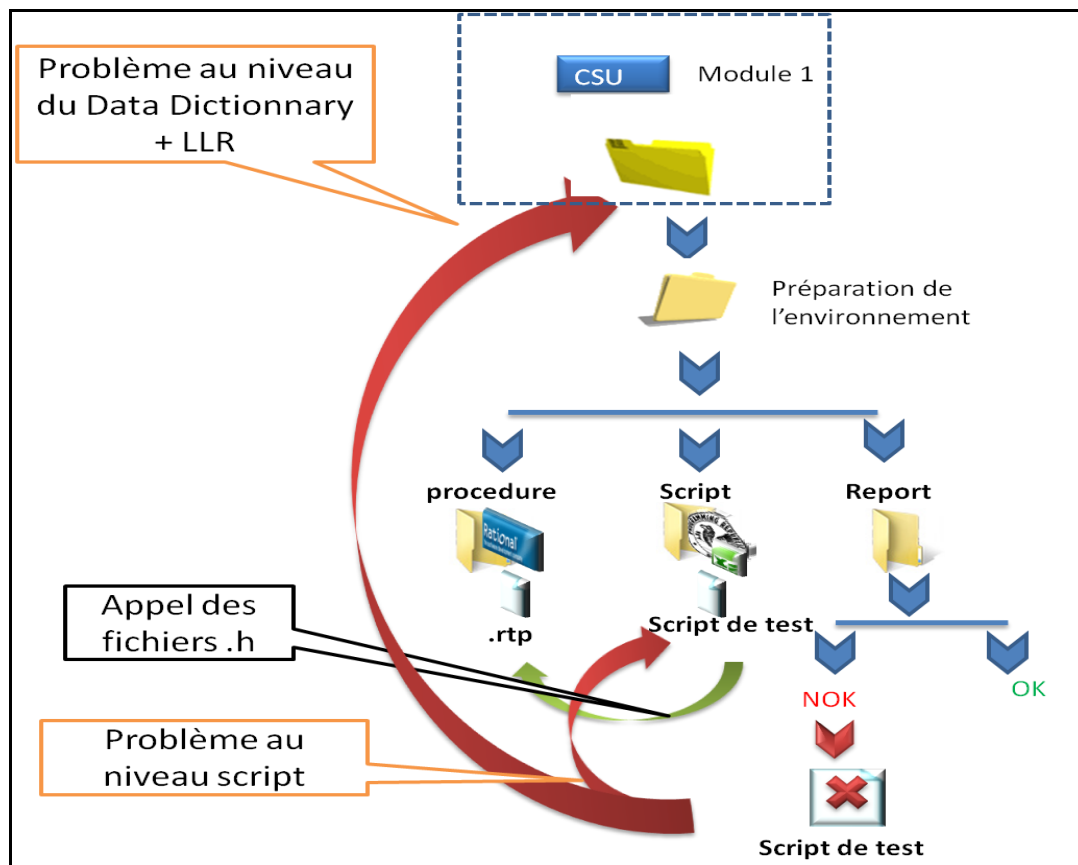 Problème au niveau
du Data Dictionnary
+ LLR
CSU
Module 1
Préparation de
l'environnement
procedure
Script
Report
Rational
.rtp
Script de test
Appel des
fichiers .h
NOK
OK
Problème au
niveau script
Script de test